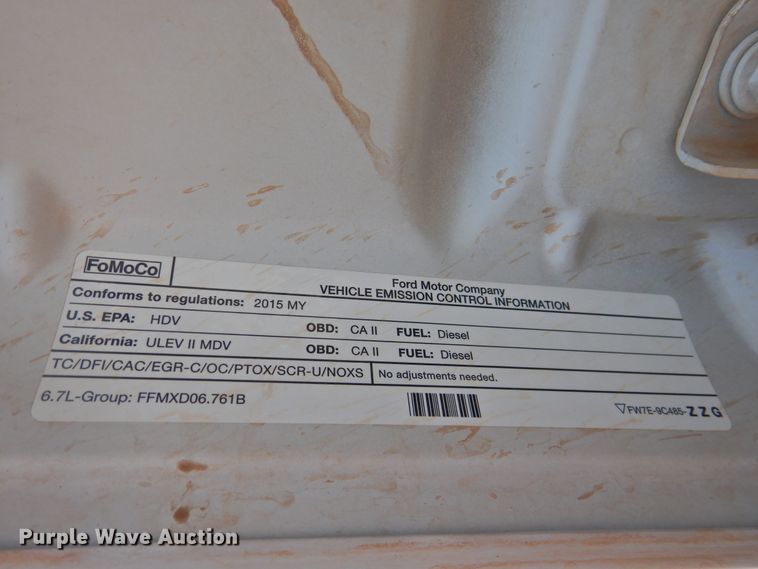 FoMoCo
Ford Motor Company
VEHICLE EMISSION CONTROL INFORMATION
Conforms to regulations: 2015 MY
U.S. EPA: HDV OBD: CA II FUEL: Diesel
California: ULEV II MDV OBD: CA II FUEL: Diesel
TC/DFI/CAC/EGR-C/OC/PTOX/SCR-U/NOXS No adjustments needed.
6.7L-Group: FFMXD06.761B
▽FW7E-9C485-ZZG
Purple Wave Auction